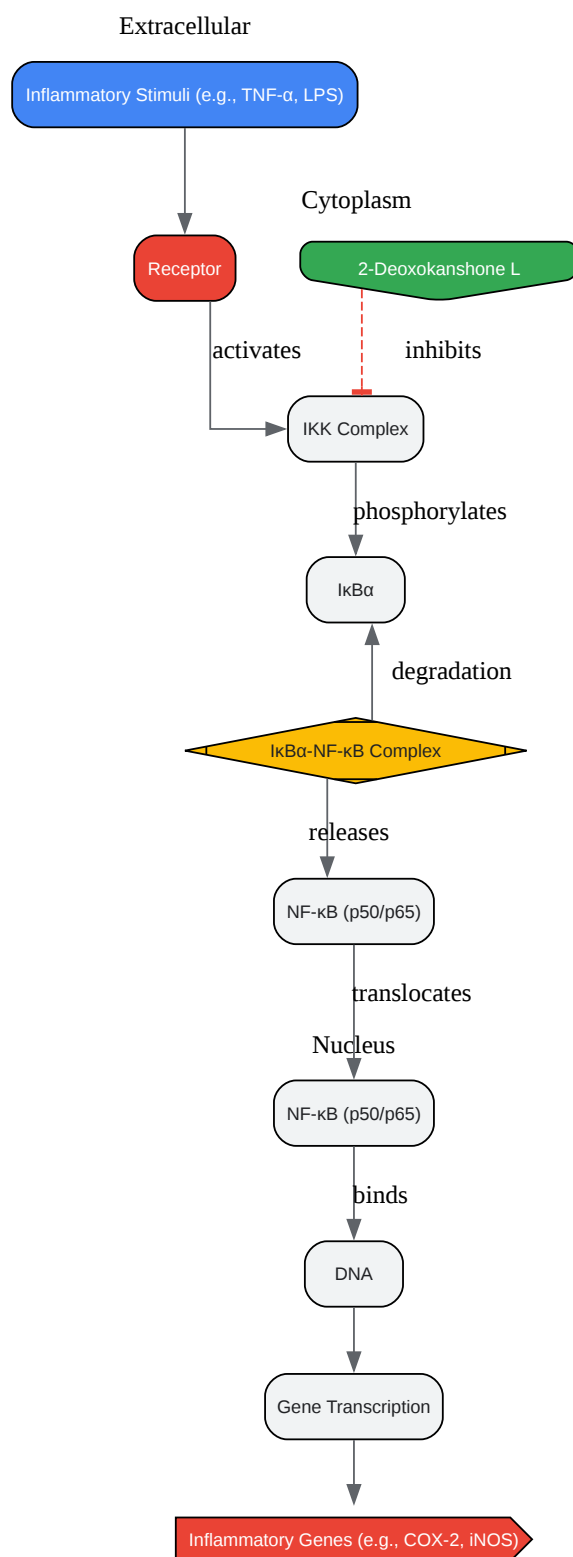 Extracellular
Inflammatory Stimuli (e.g., TNF-α, LPS)
Cytoplasm
Receptor
2-Deoxokanshone L
activates
inhibits
IKK Complex
phosphorylates
IκBα
degradation
IκBα-NF-κB Complex
releases
NF-κB (p50/p65)
translocates
Nucleus
NF-κB (p50/p65)
binds
DNA
Gene Transcription
Inflammatory Genes (e.g., COX-2, iNOS)